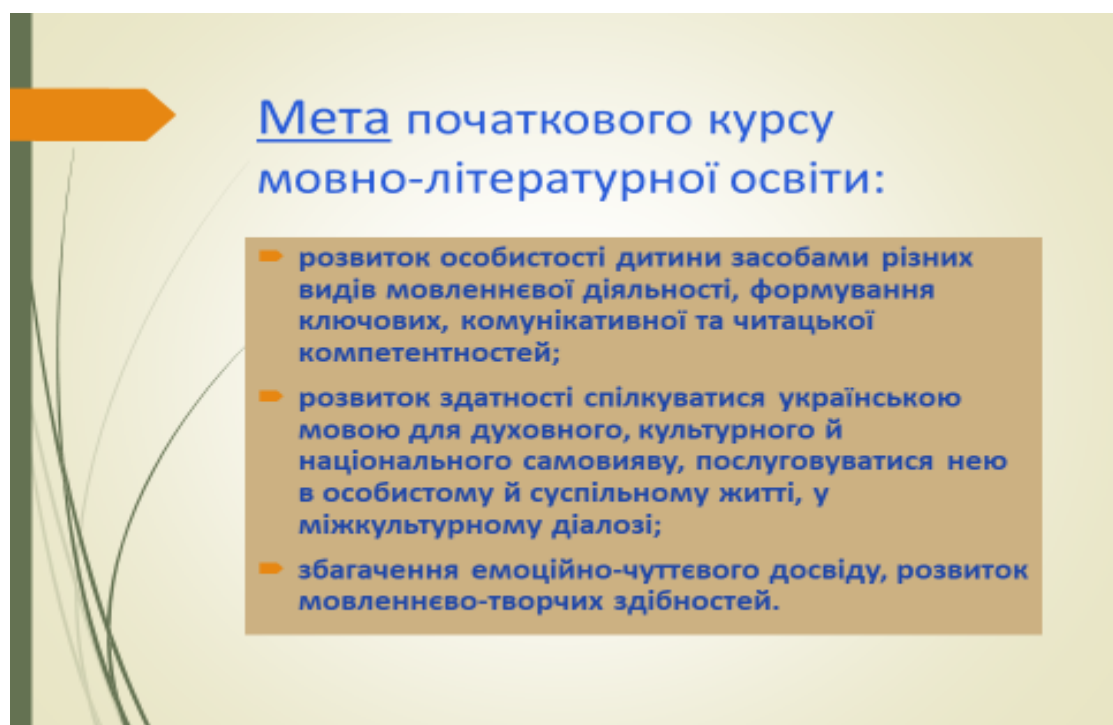 Мета початкового курсу
мовно-літературної освіти:
розвиток особистості дитини засобами різних
видів мовленнєвої діяльності, формування
ключових, комунікативної та читацької
компетентностей;
розвиток здатності спілкуватися українською
мовою для духовного, культурного й
національного самовияву, послуговуватися нею
в особистому й суспільному житті, у
міжкультурному діалозі;
збагачення емоційно-чуттєвого досвіду, розвиток
мовленнєво-творчих здібностей.